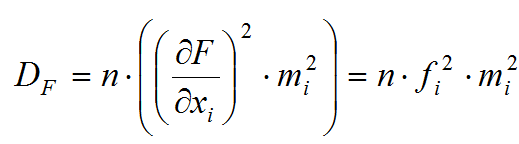 D_F = n · ( ( ∂F / ∂x_i )^2 · m_i^2 ) = n · f_i^2 · m_i^2